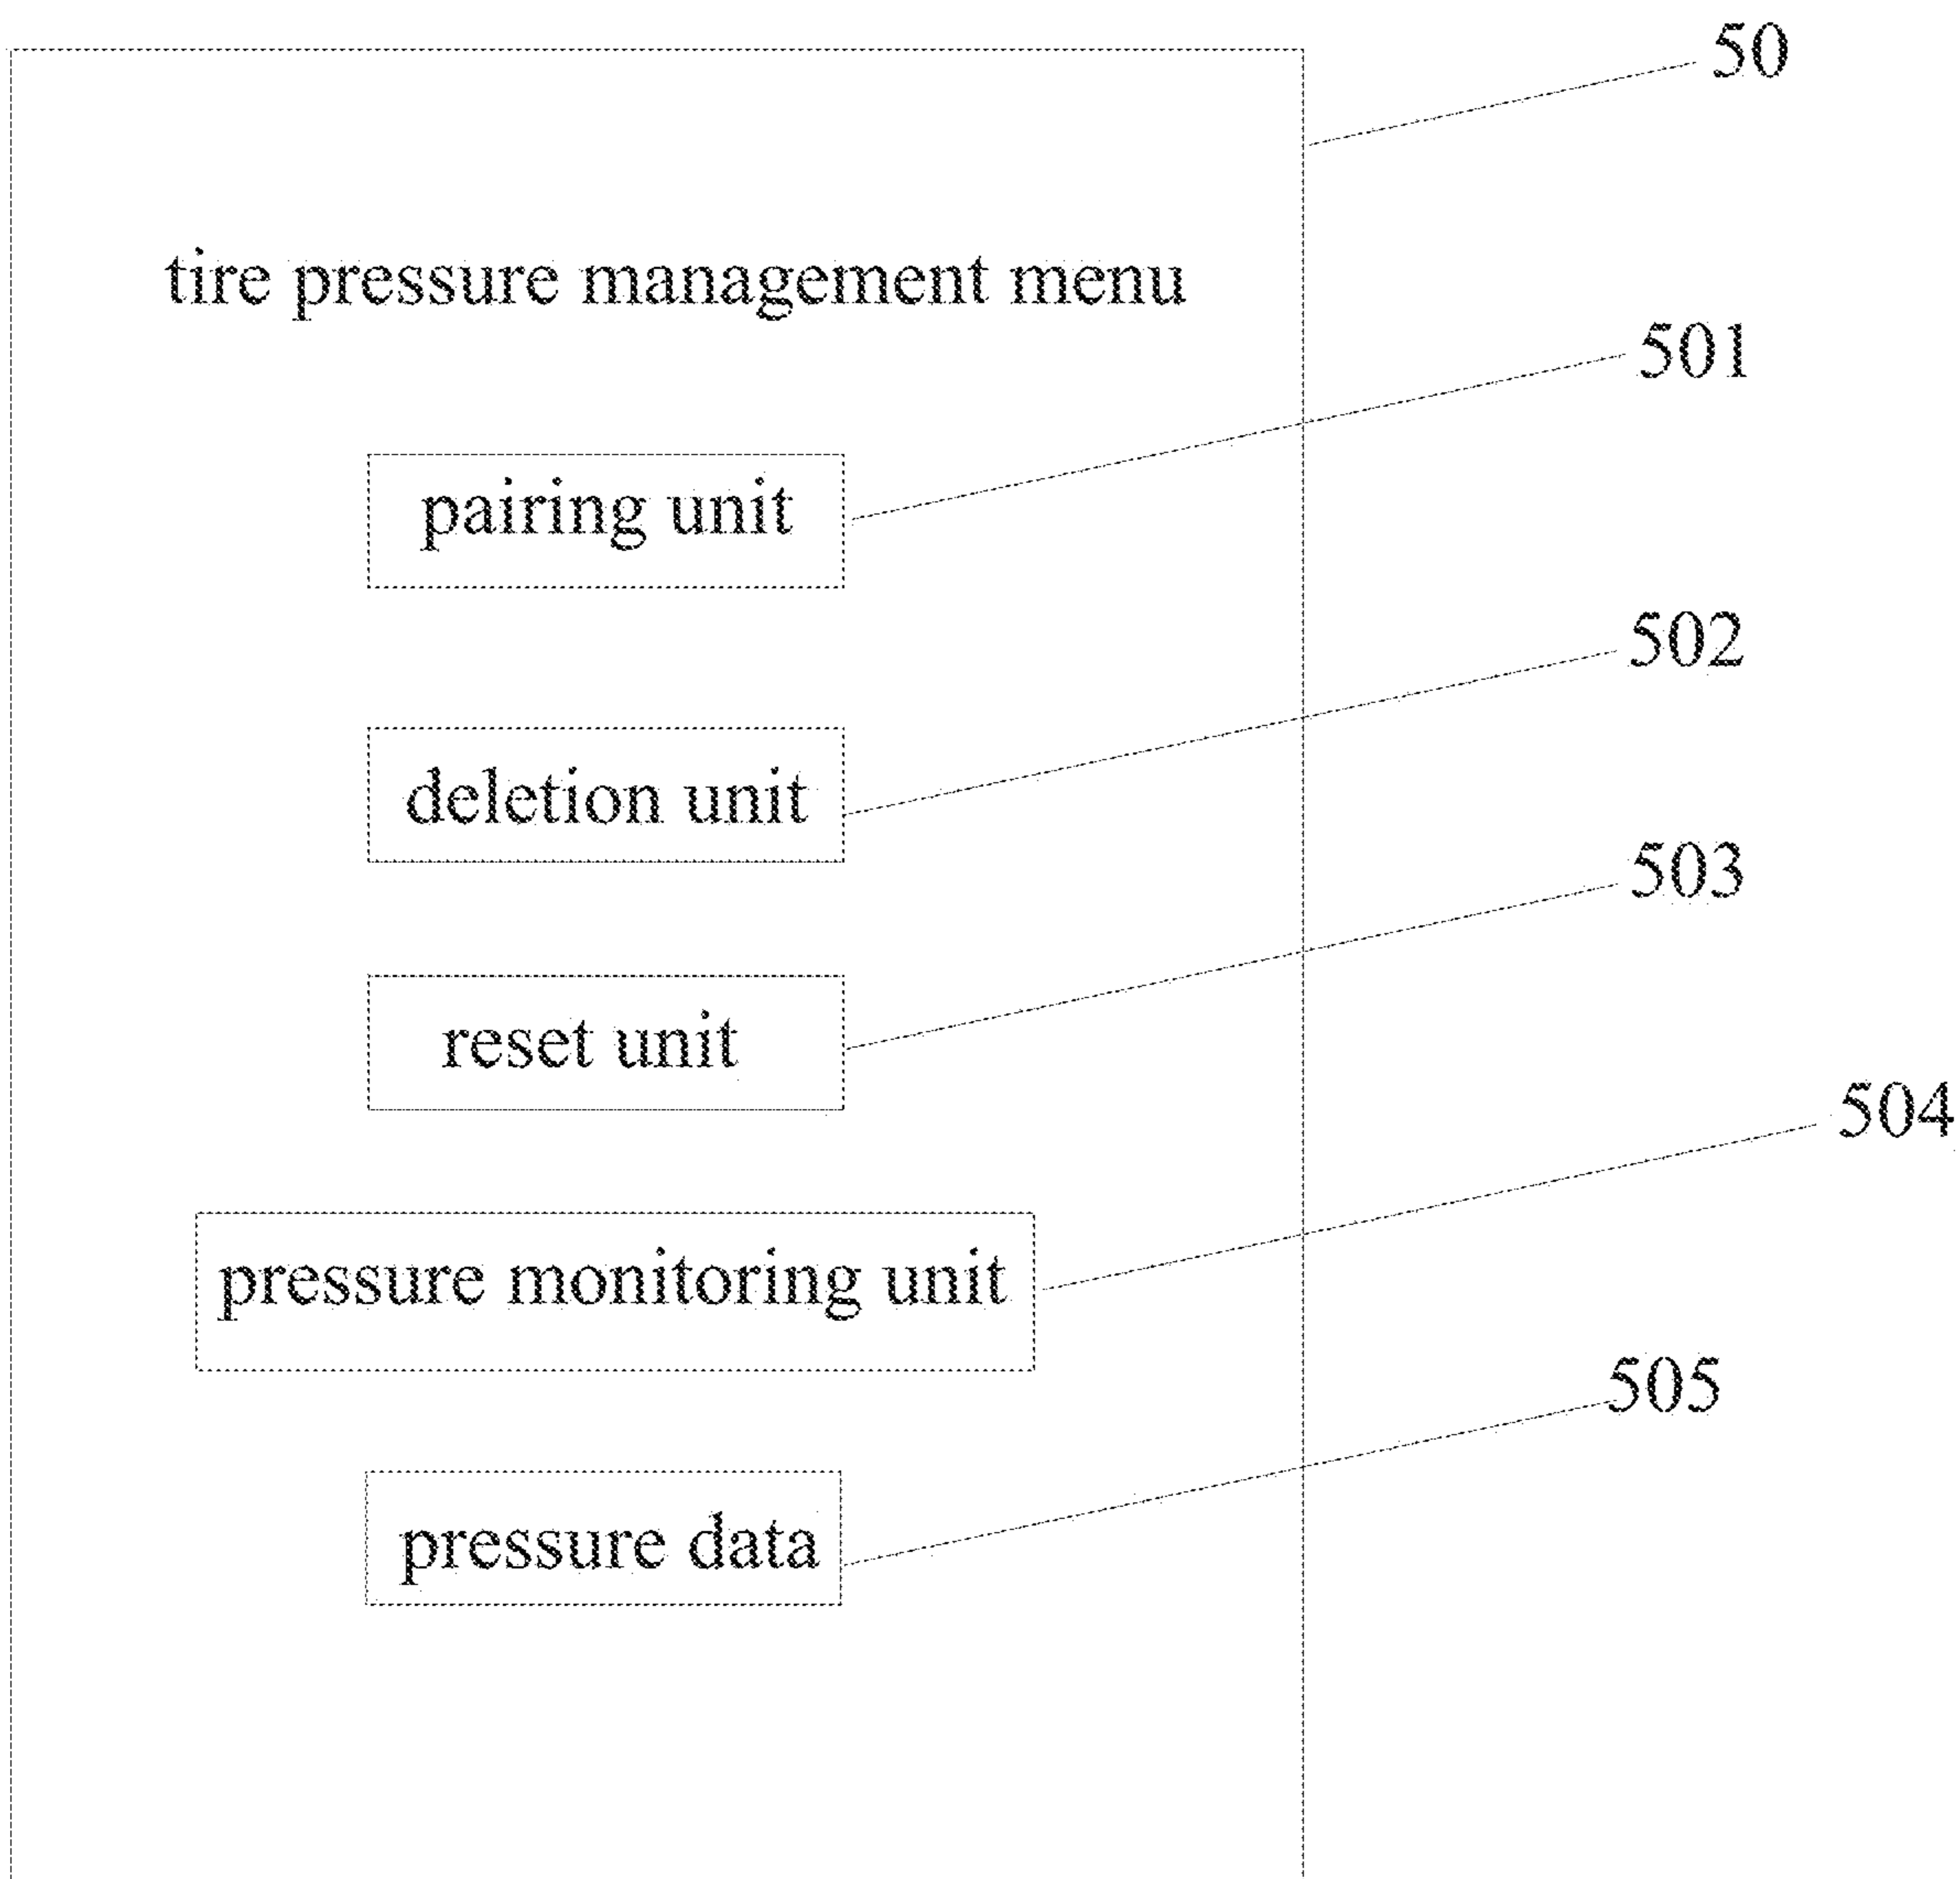 50
tire pressure management menu
501
pairing unit
502
deletion unit
503
reset unit
504
pressure monitoring unit
505
pressure data